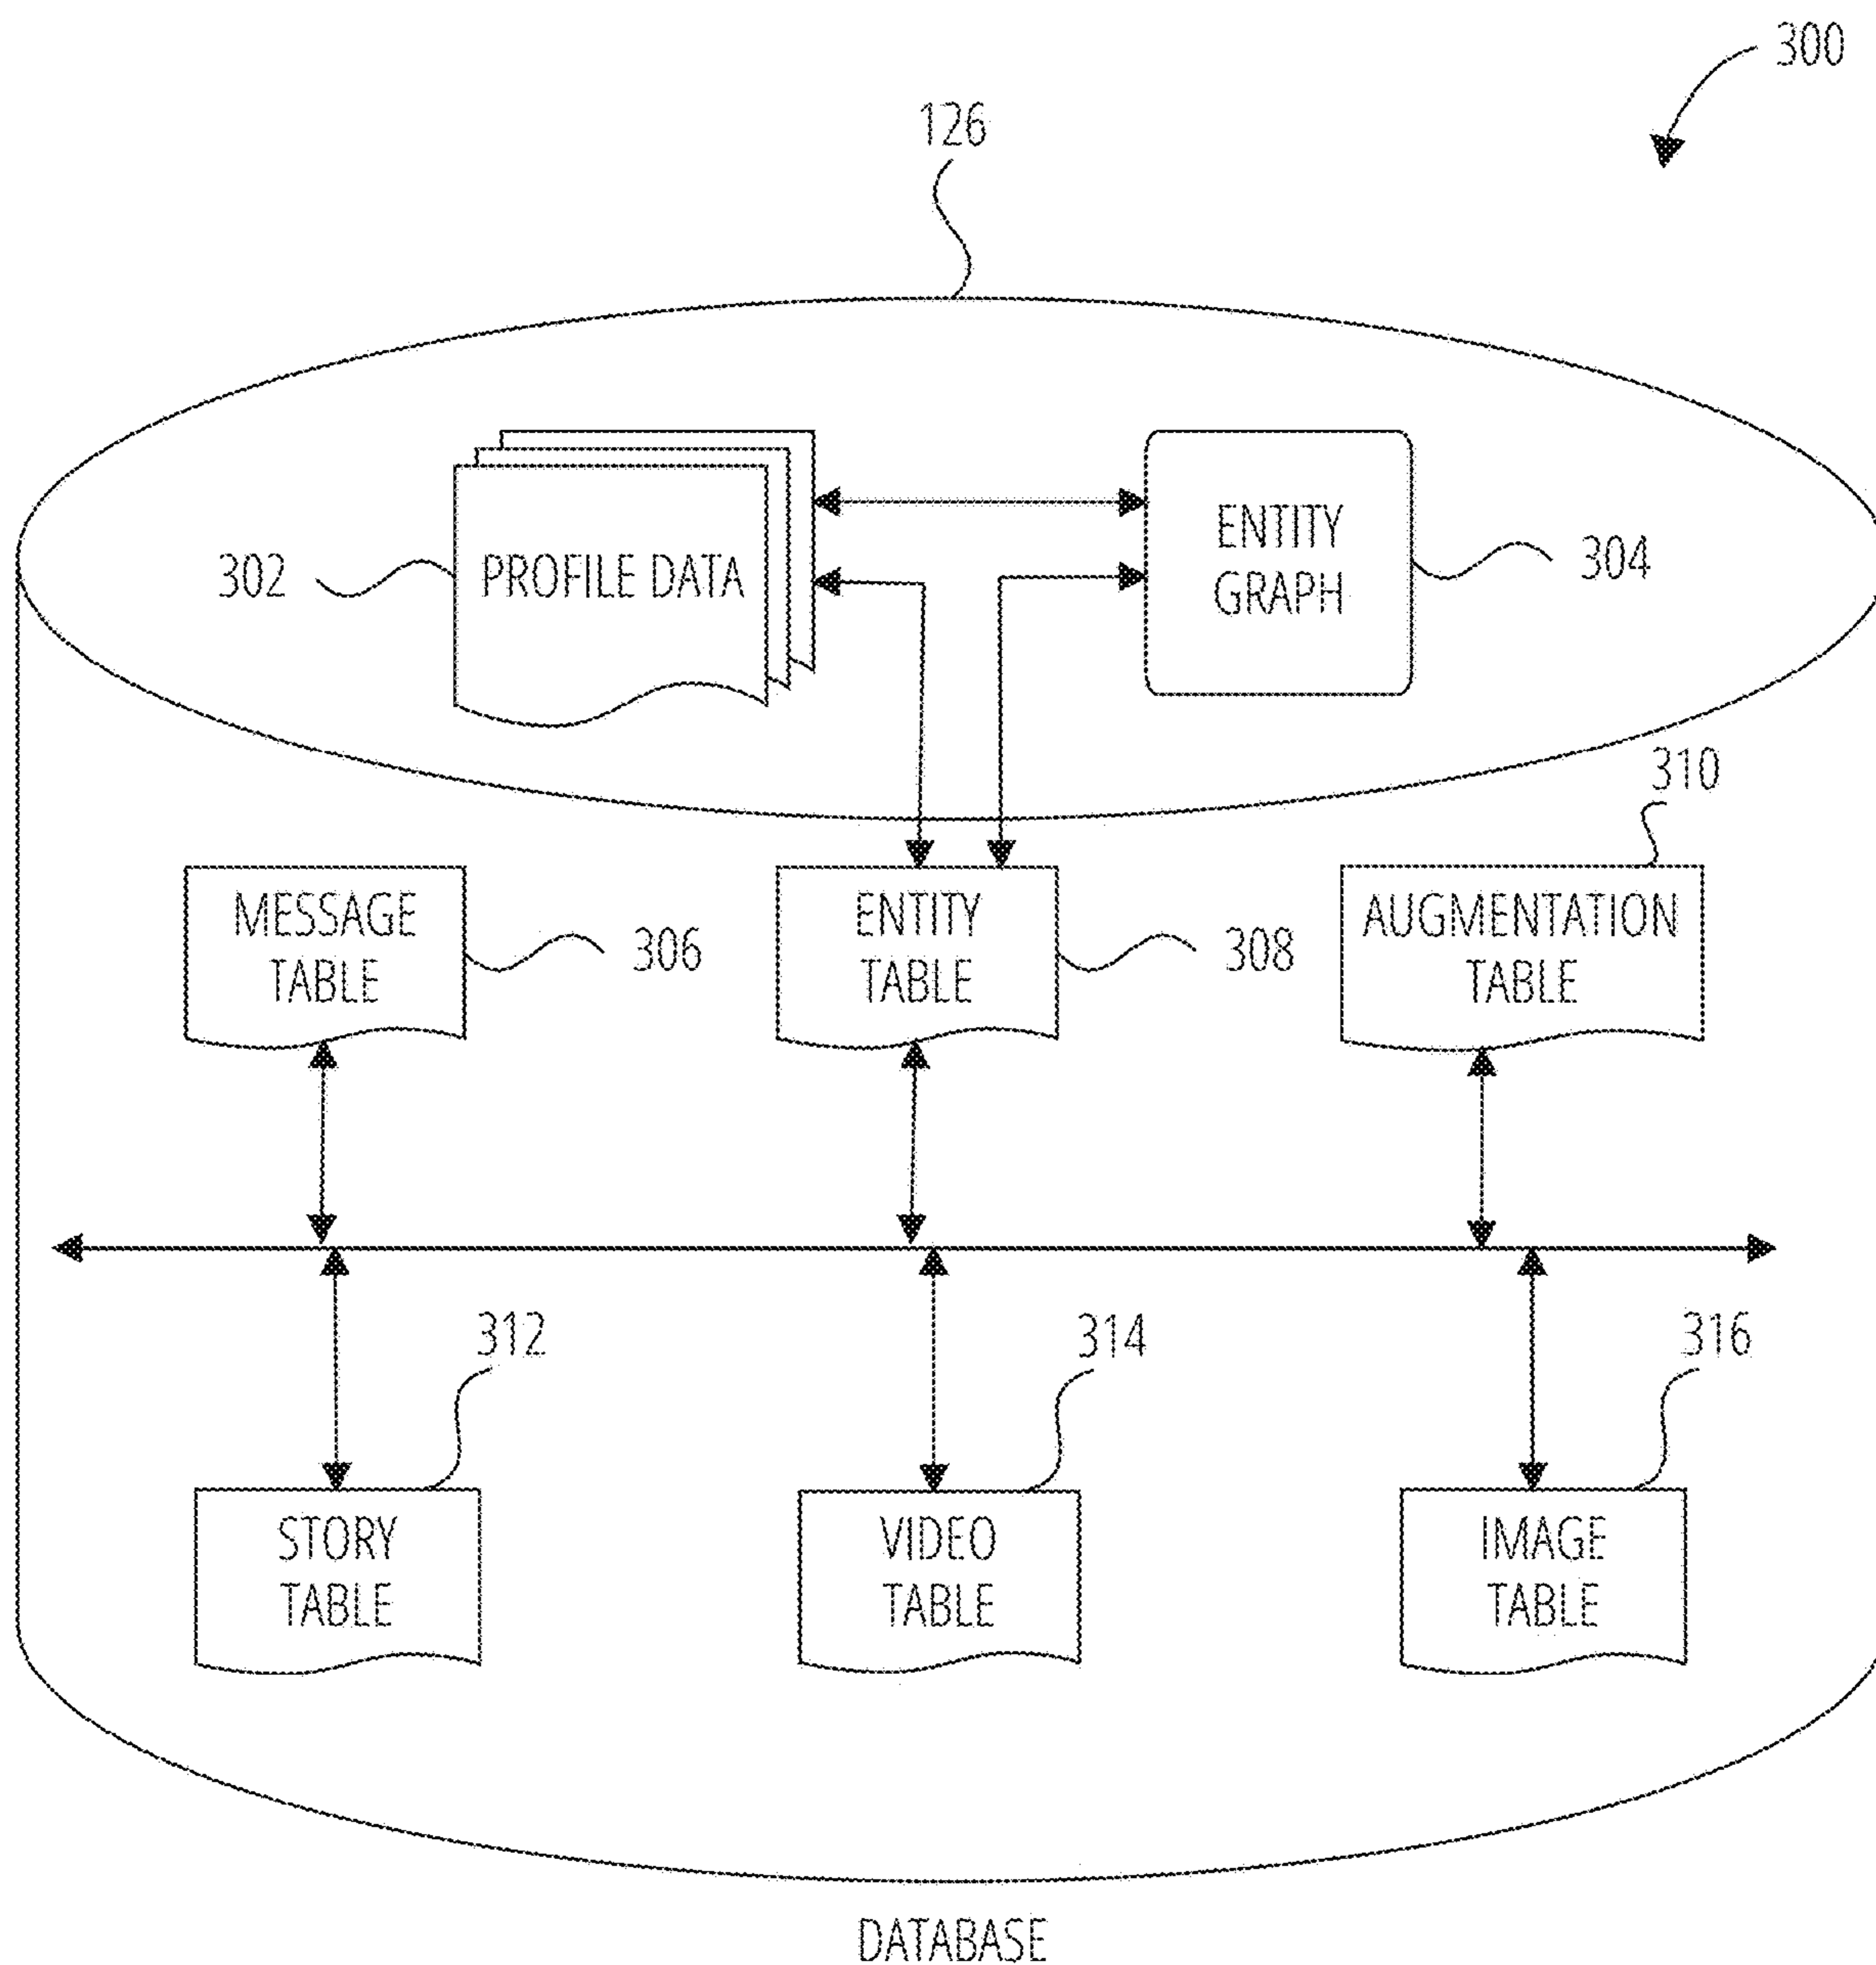 300
126
302
PROFILE DATA
ENTITY
GRAPH
304
310
MESSAGE
TABLE
306
ENTITY
TABLE
308
AUGMENTATION
TABLE
312
314
316
STORY
TABLE
VIDEO
TABLE
IMAGE
TABLE
DATABASE